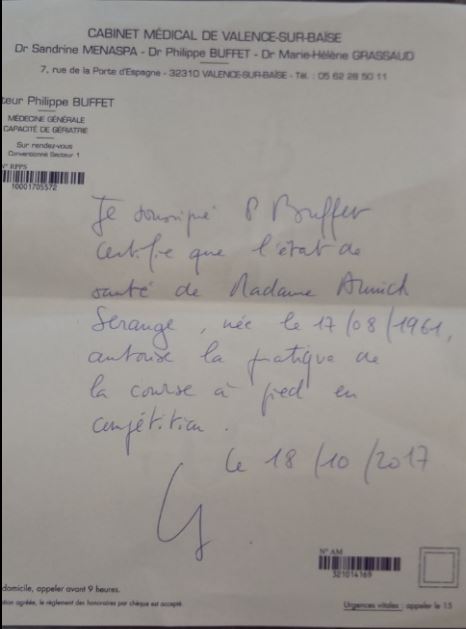 CABINET MÉDICAL DE VALENCE-SUR-BAÏSE
Dr Sandrine MENASPA - Dr Philippe BUFFET - Dr Marie-Hélène GRASSAUD
7, rue de la Porte d'Espagne - 32310 VALENCE-SUR-BAÏSE - Tél. : 05 62 28 50 11
teur Philippe BUFFET
MÉDECINE GÉNÉRALE
CAPACITÉ DE GÉRIATRIE
Sur rendez-vous
Conventionné Secteur 1
N° RPPS
10001705572
Je soussigné P Buffet
certifie que l'état de
santé de Madame
, née le 17/08/1961,
autorise la pratique de
la course à pied en
compétition.
le 18/10/2017
N° AM
321014169
domicile, appeler avant 9 heures.
tion agréée, le règlement des honoraires par chèque est accepté.
Urgences vitales : appeler le 15